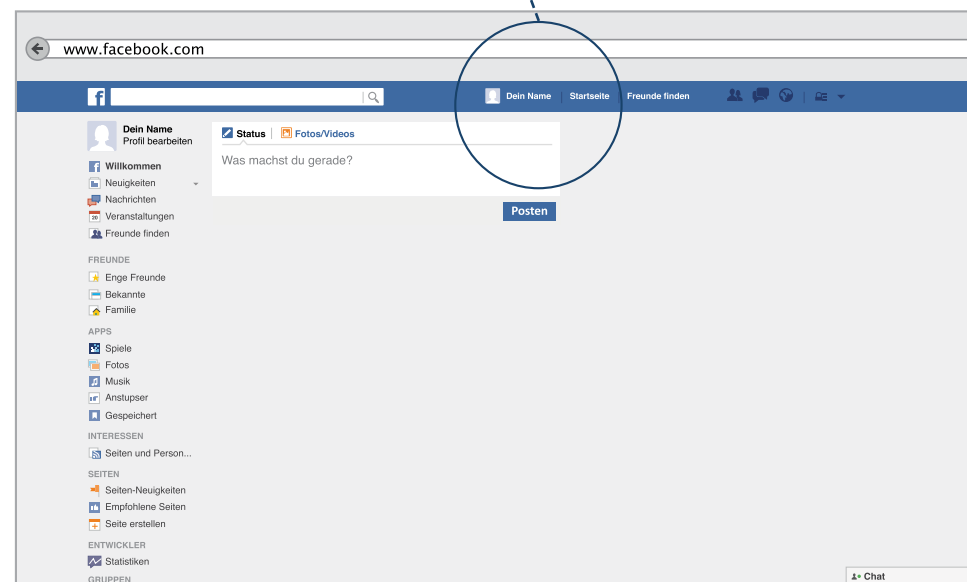 www.facebook.com
Dein Name | Startseite | Freunde finden
Dein Name
Profil bearbeiten
Willkommen
Neuigkeiten
Nachrichten
Veranstaltungen
Freunde finden
FREUNDE
Enge Freunde
Bekannte
Familie
APPS
Spiele
Fotos
Musik
Anstupser
Gespeichert
INTERESSEN
Seiten und Person...
SEITEN
Seiten-Neuigkeiten
Empfohlene Seiten
Seite erstellen
ENTWICKLER
Statistiken
GRUPPEN
Status | Fotos/Videos
Was machst du gerade?
Posten
Chat